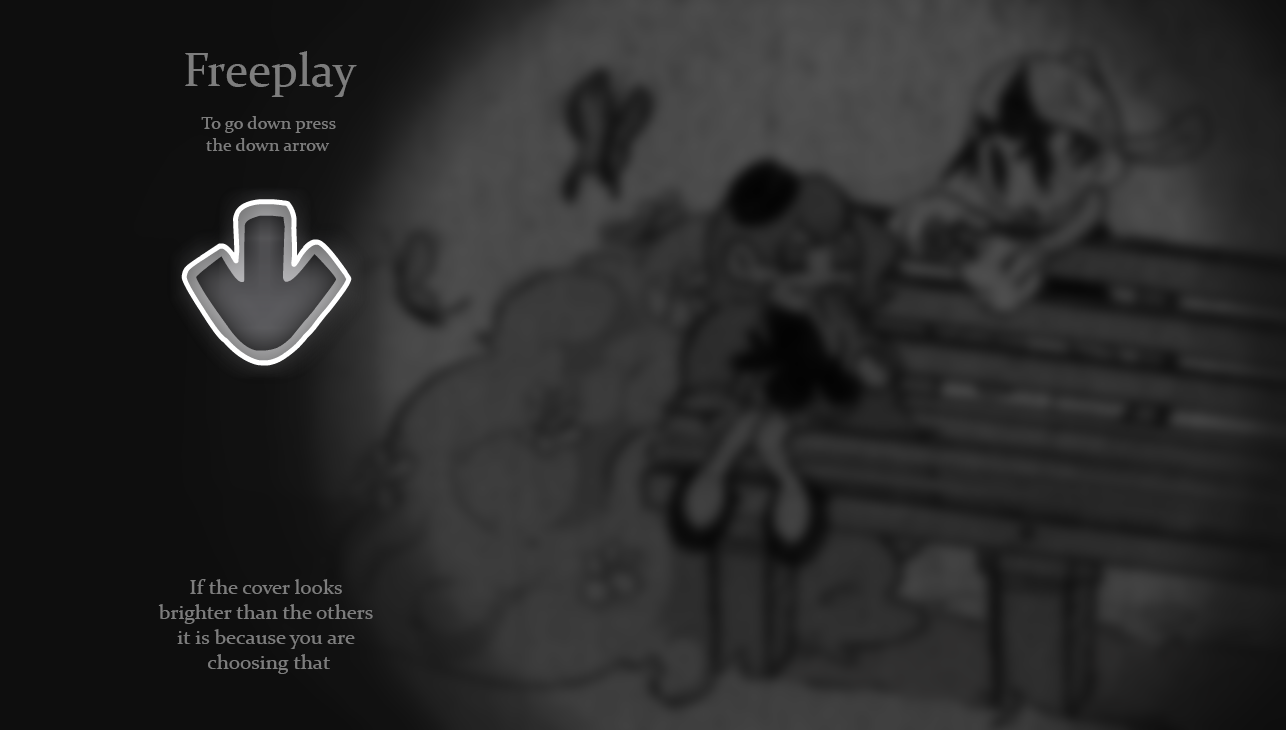 Freeplay
To go down press
the down arrow
If the cover looks
brighter than the others
it is because you are
choosing that